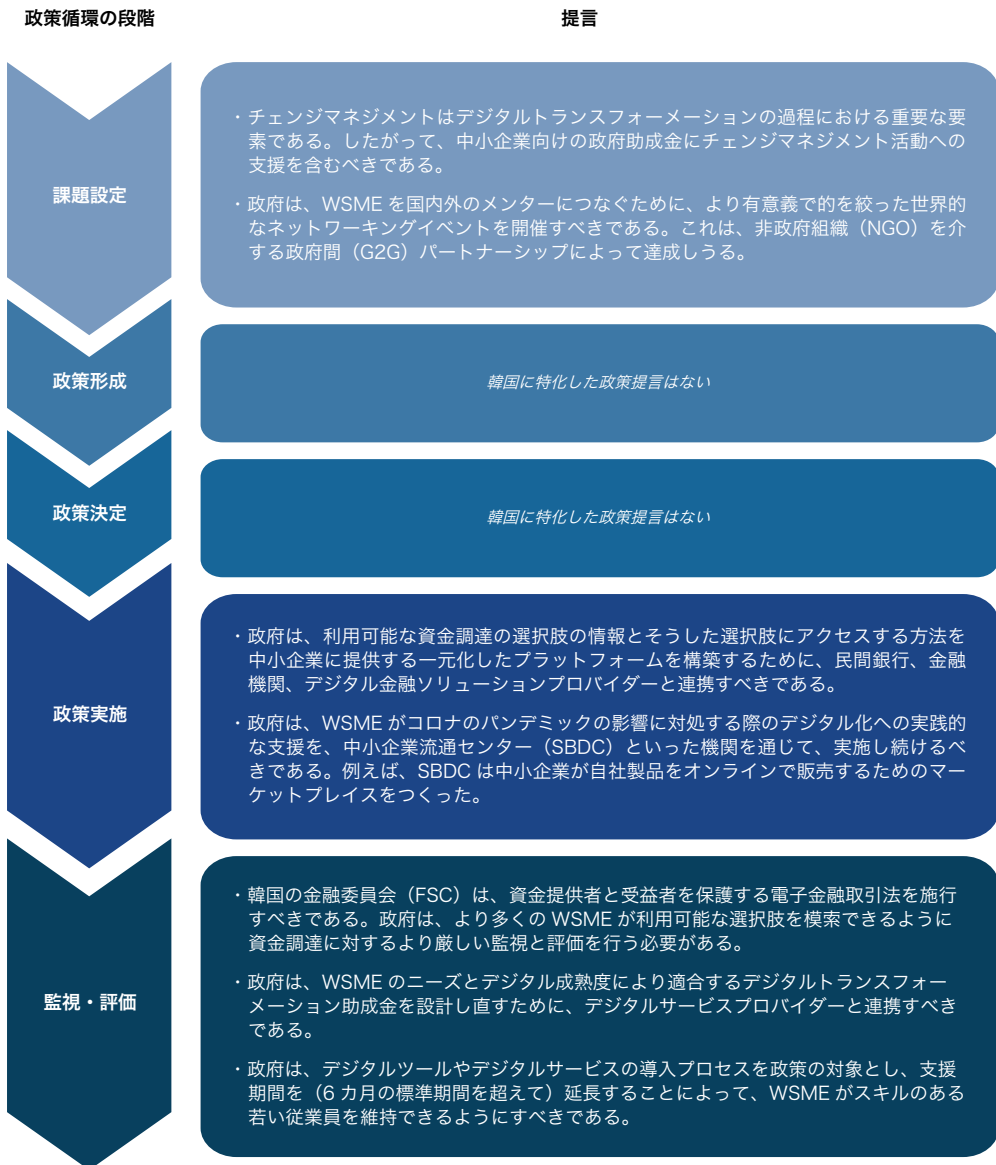 政策循環の段階
提言
課題設定
・チェンジマネジメントはデジタルトランスフォーメーションの過程における重要な要
素である。したがって、中小企業向けの政府助成金にチェンジマネジメント活動への
支援を含むべきである。
・政府は、WSME を国内外のメンターにつなぐために、より有意義で的を絞った世界的
なネットワーキングイベントを開催すべきである。これは、非政府組織（NGO）を介
する政府間（G2G）パートナーシップによって達成しうる。
政策形成
韓国に特化した政策提言はない
政策決定
韓国に特化した政策提言はない
政策実施
・政府は、利用可能な資金調達の選択肢の情報とそうした選択肢にアクセスする方法を
中小企業に提供する一元化したプラットフォームを構築するために、民間銀行、金融
機関、デジタル金融ソリューションプロバイダーと連携すべきである。
・政府は、WSME がコロナのパンデミックの影響に対処する際のデジタル化への実践的
な支援を、中小企業流通センター（SBDC）といった機関を通じて、実施し続けるべ
きである。例えば、SBDC は中小企業が自社製品をオンラインで販売するためのマー
ケットプレイスをつくった。
監視・評価
・韓国の金融委員会（FSC）は、資金提供者と受益者を保護する電子金融取引法を施行
すべきである。政府は、より多くの WSME が利用可能な選択肢を模索できるように
資金調達に対するより厳しい監視と評価を行う必要がある。
・政府は、WSME のニーズとデジタル成熟度により適合するデジタルトランスフォー
メーション助成金を設計し直すために、デジタルサービスプロバイダーと連携すべき
である。
・政府は、デジタルツールやデジタルサービスの導入プロセスを政策の対象とし、支援
期間を（6 カ月の標準期間を超えて）延長することによって、WSME がスキルのある
若い従業員を維持できるようにすべきである。